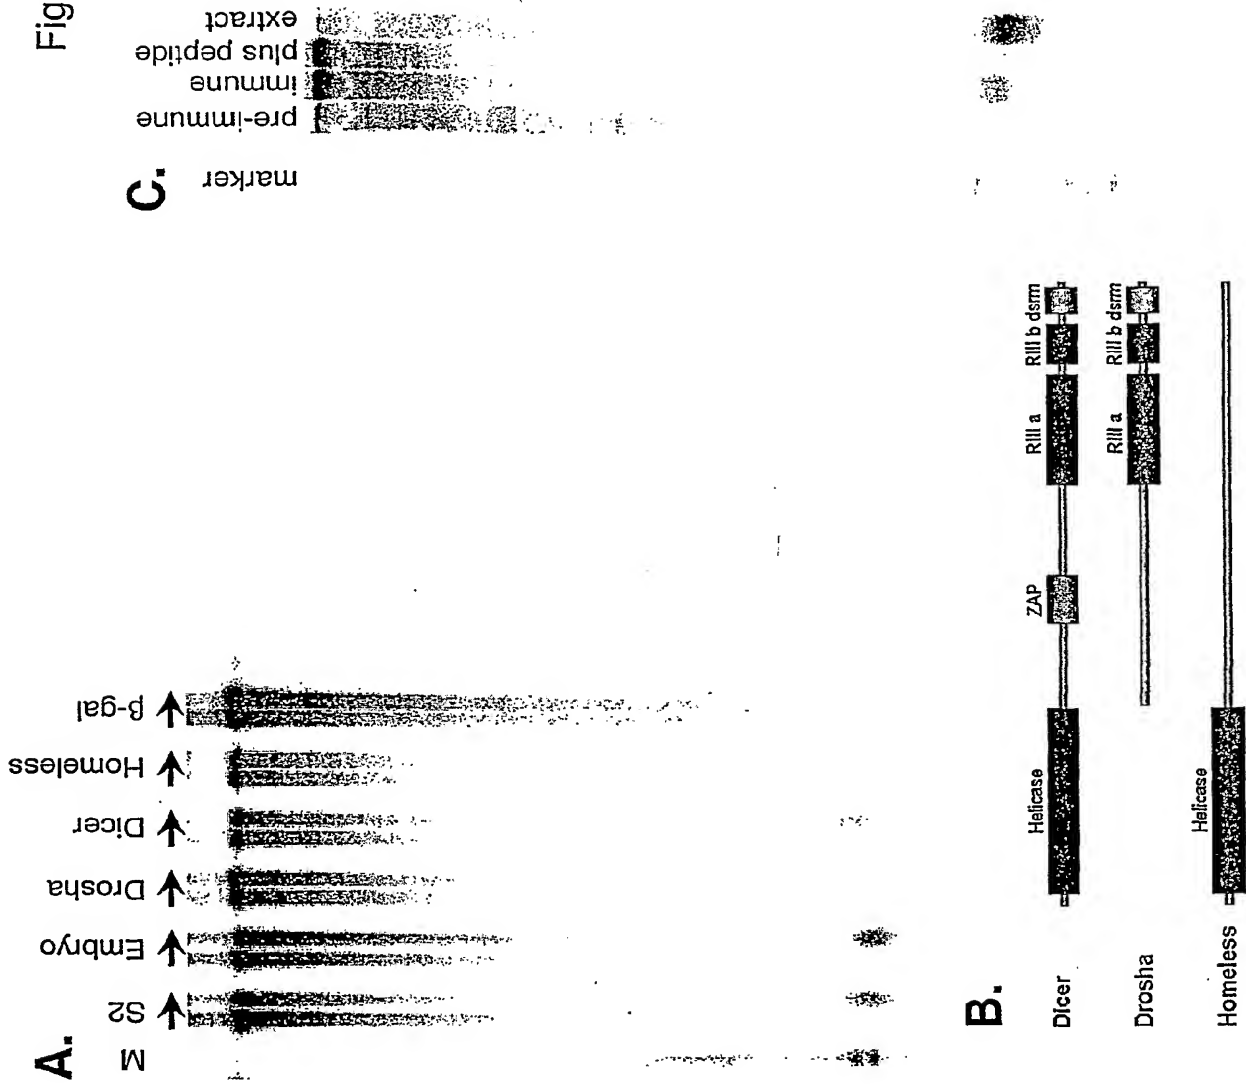 Fig
A.
M
S2
Embryo
Drosha
Dicer
Homeless
β-gal
C.
marker
pre-immune
immune
plus peptide
extract
B.
Dicer
Helicase
ZAP
RIII a
RIII b
dsrm
Drosha
RIII a
RIII b
dsrm
Homeless
Helicase